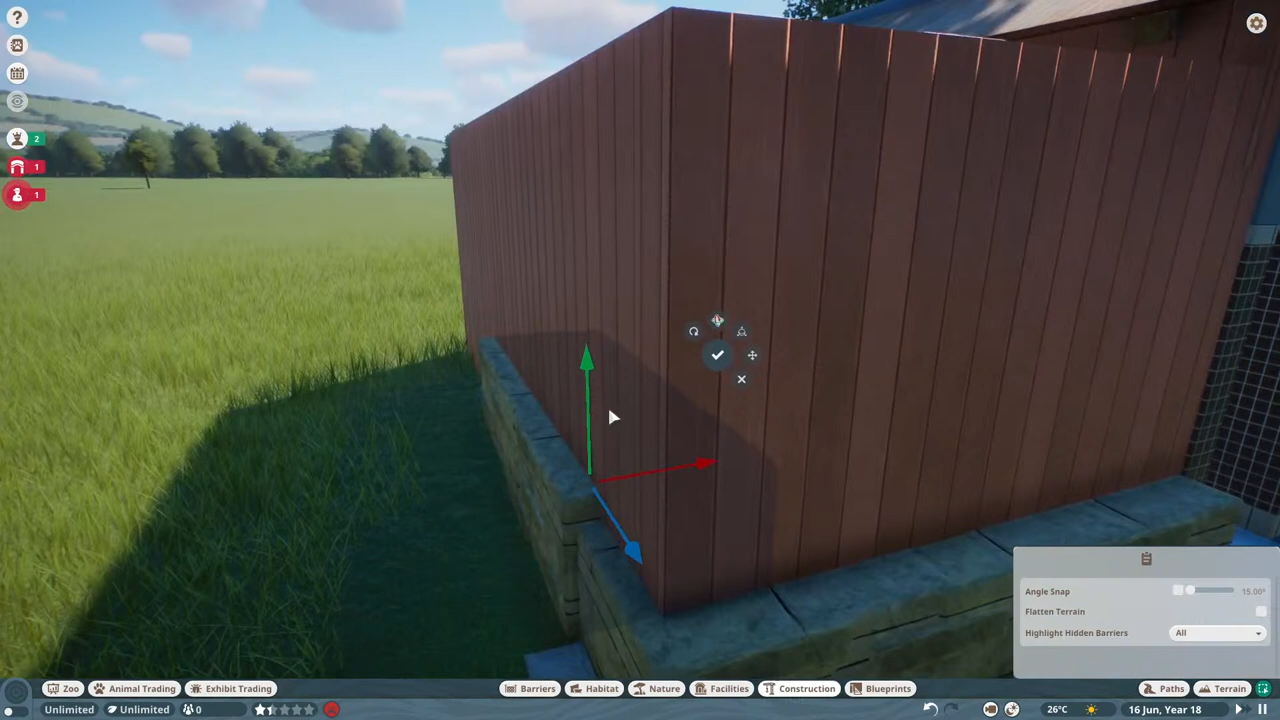 ?
2
1
1
Angle Snap 15.00°
Flatten Terrain
Highlight Hidden Barriers All
Zoo Animal Trading Exhibit Trading Barriers Habitat Nature Facilities Construction Blueprints Paths Terrain
Unlimited Unlimited 0 26°C 16 Jun, Year 18